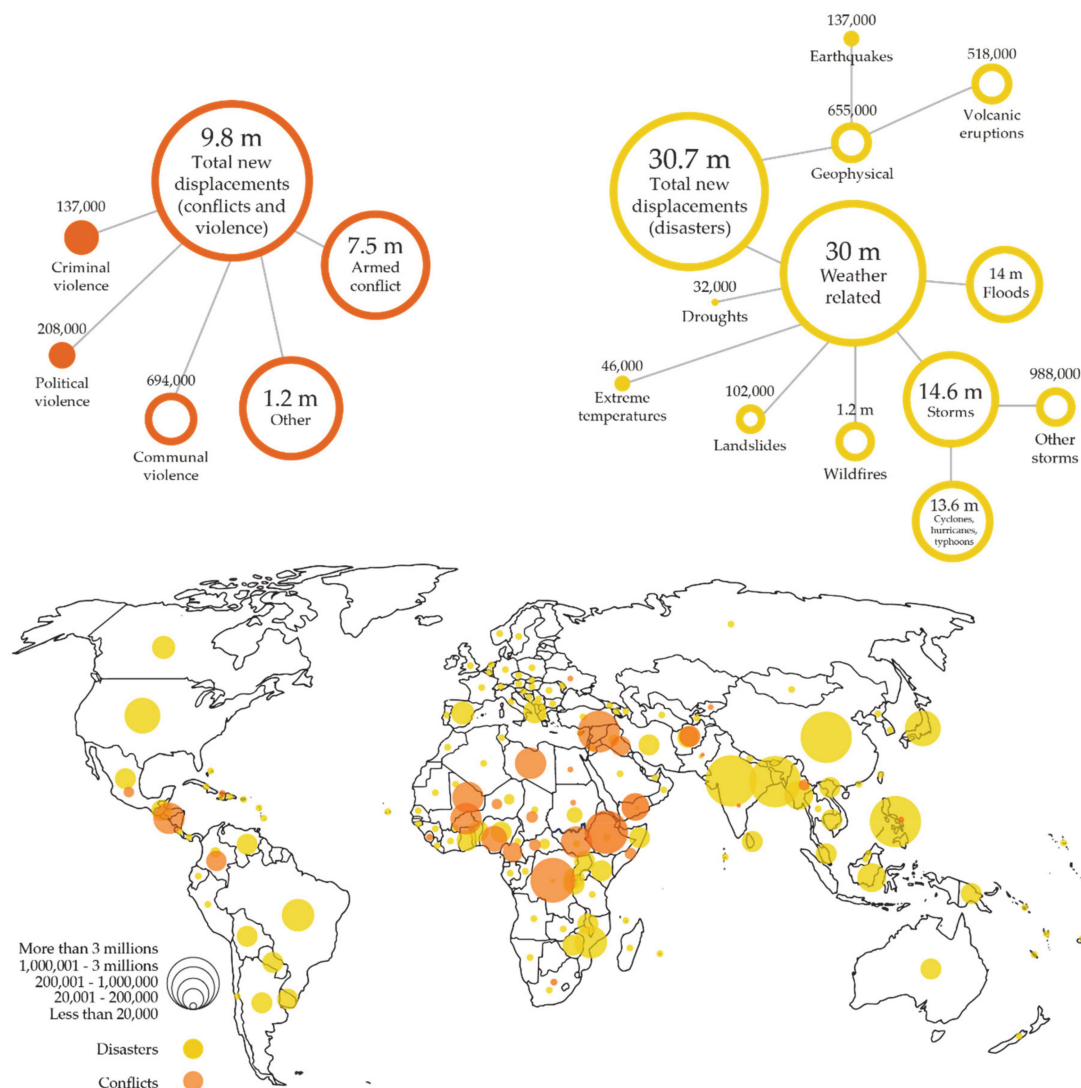 9.8 m
Total new
displacements
(conflicts and
violence)
137,000
Criminal
violence
208,000
Political
violence
694,000
Communal
violence
1.2 m
Other
7.5 m
Armed
conflict
137,000
Earthquakes
518,000
Volcanic
eruptions
655,000
Geophysical
30.7 m
Total new
displacements
(disasters)
30 m
Weather
related
14 m
Floods
32,000
Droughts
46,000
Extreme
temperatures
102,000
Landslides
1.2 m
Wildfires
14.6 m
Storms
988,000
Other
storms
13.6 m
Cyclones,
hurricanes,
typhoons
More than 3 millions
1,000,001 - 3 millions
200,001 - 1,000,000
20,001 - 200,000
Less than 20,000
Disasters
Conflicts